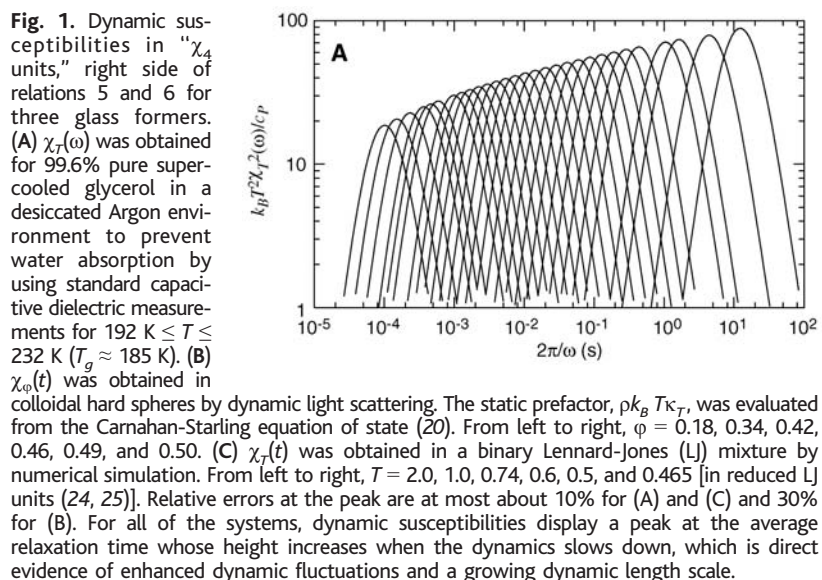 Fig. 1. Dynamic sus-
ceptibilities in "χ4
units," right side of
relations 5 and 6 for
three glass formers.
(A) χT(ω) was obtained
for 99.6% pure super-
cooled glycerol in a
desiccated Argon envi-
ronment to prevent
water absorption by
using standard capaci-
tive dielectric measure-
ments for 192 K ≤ T ≤
232 K (Tg ≈ 185 K). (B)
χφ(t) was obtained in
colloidal hard spheres by dynamic light scattering. The static prefactor, ρkB TκT, was evaluated
from the Carnahan-Starling equation of state (20). From left to right, φ = 0.18, 0.34, 0.42,
0.46, 0.49, and 0.50. (C) χT(t) was obtained in a binary Lennard-Jones (LJ) mixture by
numerical simulation. From left to right, T = 2.0, 1.0, 0.74, 0.6, 0.5, and 0.465 [in reduced LJ
units (24, 25)]. Relative errors at the peak are at most about 10% for (A) and (C) and 30%
for (B). For all of the systems, dynamic susceptibilities display a peak at the average
relaxation time whose height increases when the dynamics slows down, which is direct
evidence of enhanced dynamic fluctuations and a growing dynamic length scale.
A
kBT²χT²(ω)/cP
100
10
1
10⁻⁵ 10⁻⁴ 10⁻³ 10⁻² 10⁻¹ 10⁰ 10¹ 10²
2π/ω (s)